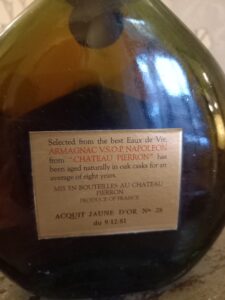 Selected from the best Eaux de Vie,
ARMAGNAC V.S.O.P. NAPOLEON
from "CHATEAU PIERRON" has
been aged naturally in oak casks for an
average of eight years.
MIS EN BOUTEILLES AU CHATEAU
PIERRON
PRODUCE OF FRANCE
ACQUIT JAUNE D'OR No 28
du 9/12/81